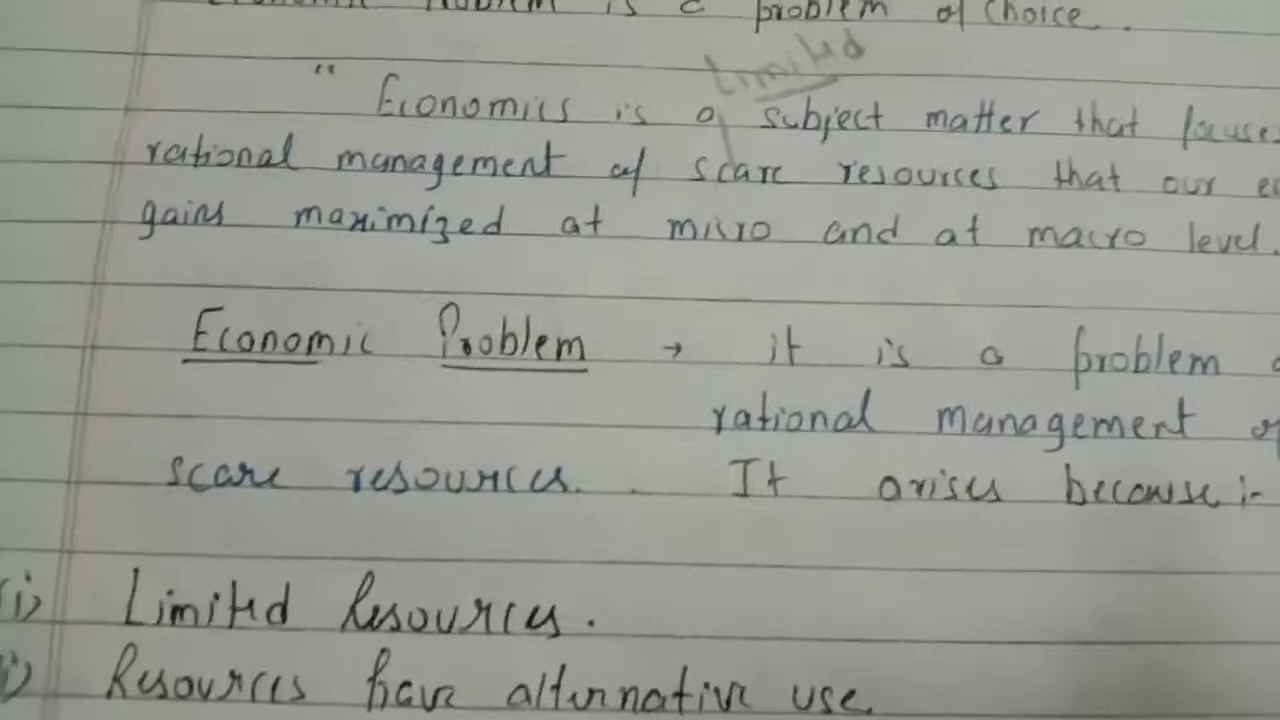 Problem is a problem of choice.
Limited
" Economics is a subject matter that
rational management of scare resources that our
gains maximized at micro and at macro level.
Economic Problem → it is a problem
rational management of
scare resources. It arises because :-
(i) Limited Resources.
Resources have alternative use.